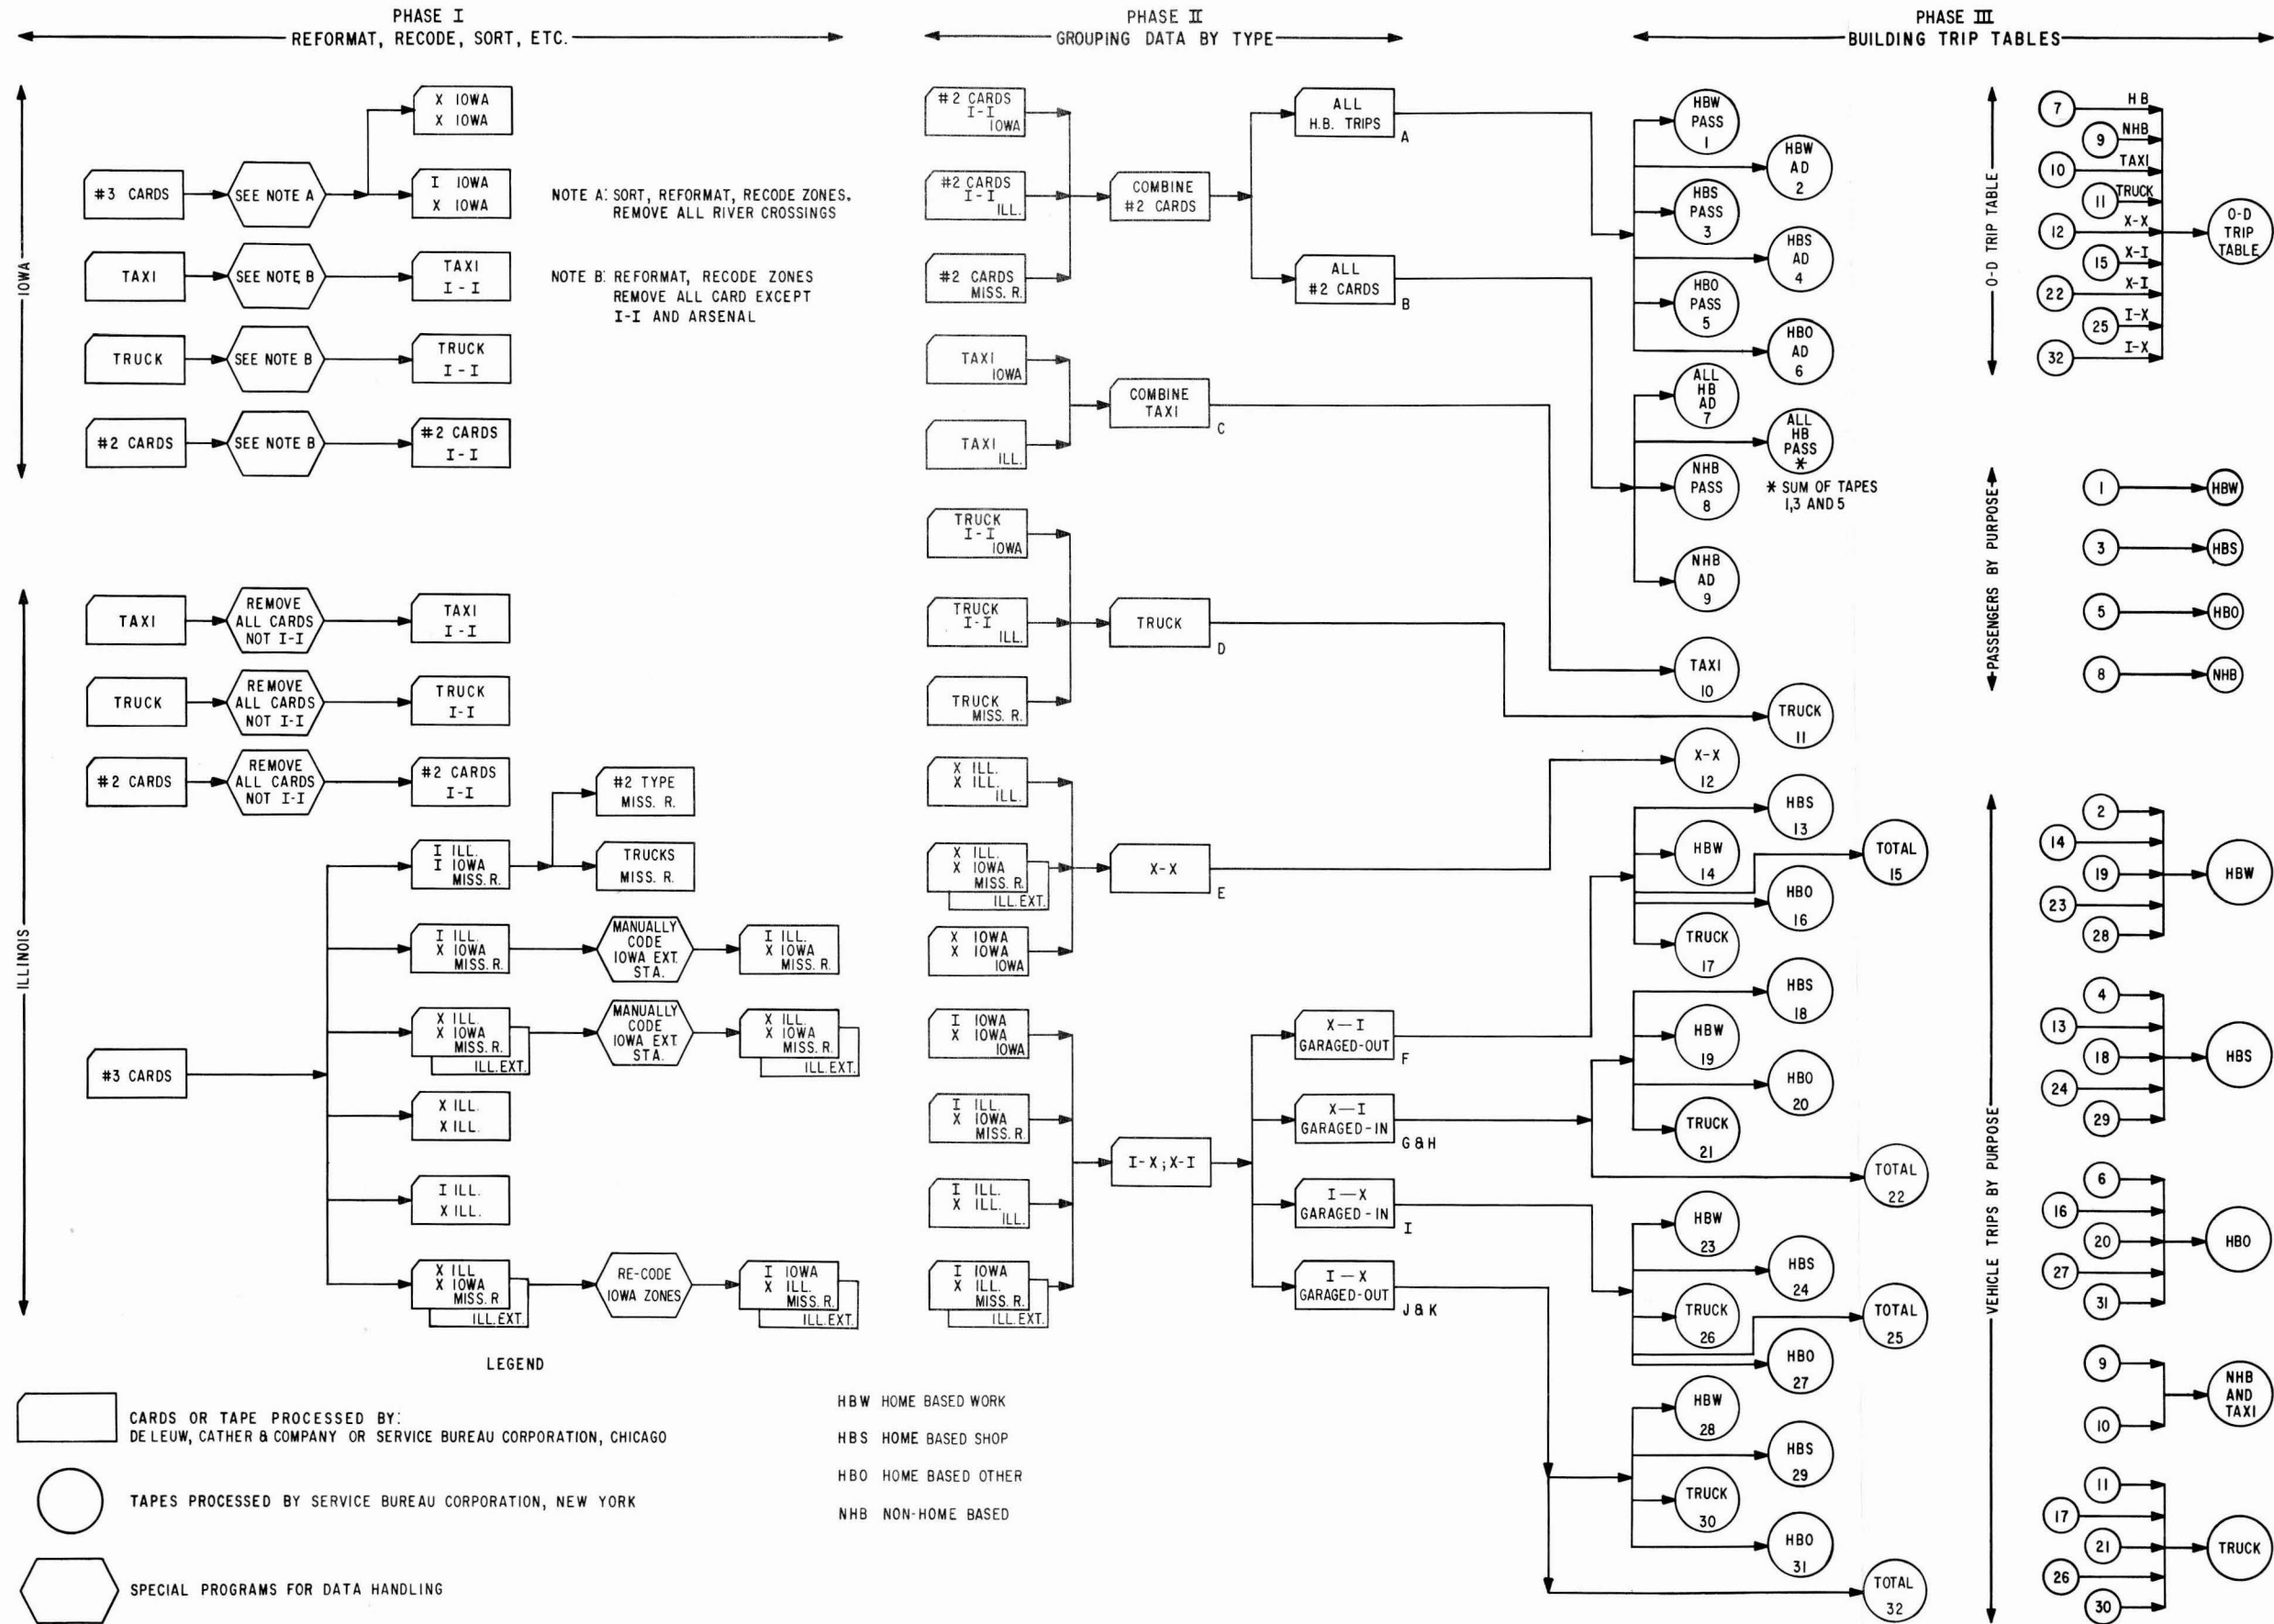 PHASE I
REFORMAT, RECODE, SORT, ETC.
IOWA
#3 CARDS
SEE NOTE A
X IOWA
X IOWA
I IOWA
X IOWA
NOTE A: SORT, REFORMAT, RECODE ZONES,
REMOVE ALL RIVER CROSSINGS
TAXI
SEE NOTE B
TAXI
I-I
NOTE B: REFORMAT, RECODE ZONES
REMOVE ALL CARD EXCEPT
I-I AND ARSENAL
TRUCK
SEE NOTE B
TRUCK
I-I
#2 CARDS
SEE NOTE B
#2 CARDS
I-I
ILLINOIS
TAXI
REMOVE
ALL CARDS
NOT I-I
TAXI
I-I
TRUCK
REMOVE
ALL CARDS
NOT I-I
TRUCK
I-I
#2 CARDS
REMOVE
ALL CARDS
NOT I-I
#2 CARDS
I-I
#3 CARDS
I ILL.
I IOWA
MISS. R.
#2 TYPE
MISS. R.
TRUCKS
MISS. R.
I ILL.
X IOWA
MISS. R.
MANUALLY
CODE
IOWA EXT.
STA.
I ILL.
X IOWA
MISS. R.
X ILL.
X IOWA
MISS. R.
ILL. EXT.
MANUALLY
CODE
IOWA EXT
STA.
X ILL.
X IOWA
MISS. R.
ILL. EXT.
X ILL.
X ILL.
I ILL.
X ILL.
X ILL
X IOWA
MISS. R
ILL. EXT.
RE-CODE
IOWA ZONES
I IOWA
X ILL.
MISS. R.
ILL. EXT.
PHASE II
GROUPING DATA BY TYPE
#2 CARDS
I-I
IOWA
#2 CARDS
I-I
ILL.
#2 CARDS
MISS. R.
COMBINE
#2 CARDS
ALL
H.B. TRIPS
A
ALL
#2 CARDS
B
TAXI
IOWA
TAXI
ILL.
COMBINE
TAXI
C
TRUCK
I-I
IOWA
TRUCK
I-I
ILL.
TRUCK
MISS. R.
TRUCK
D
X ILL.
X ILL.
ILL.
X ILL.
X IOWA
MISS. R.
ILL. EXT.
X IOWA
X IOWA
IOWA
X-X
E
I IOWA
X IOWA
IOWA
I ILL.
X IOWA
MISS. R.
I ILL.
X ILL.
ILL.
I IOWA
X ILL.
MISS. R.
ILL. EXT.
I-X; X-I
X—I
GARAGED-OUT
F
X—I
GARAGED-IN
G & H
I—X
GARAGED-IN
I
I—X
GARAGED-OUT
J & K
PHASE III
BUILDING TRIP TABLES
HBW
PASS
1
HBW
AD
2
HBS
PASS
3
HBS
AD
4
HBO
PASS
5
HBO
AD
6
ALL
HB
AD
7
ALL
HB
PASS
*
* SUM OF TAPES
1,3 AND 5
NHB
PASS
8
NHB
AD
9
TAXI
10
TRUCK
11
X-X
12
HBS
13
HBW
14
TOTAL
15
HBO
16
TRUCK
17
HBS
18
HBW
19
HBO
20
TRUCK
21
TOTAL
22
HBW
23
HBS
24
TOTAL
25
TRUCK
26
HBO
27
HBW
28
HBS
29
TRUCK
30
HBO
31
TOTAL
32
O-D TRIP TABLE
7 HB
9 NHB
10 TAXI
11 TRUCK
12 X-X
15 X-I
22 X-I
25 I-X
32 I-X
O-D
TRIP
TABLE
PASSENGERS BY PURPOSE
1 HBW
3 HBS
5 HBO
8 NHB
VEHICLE TRIPS BY PURPOSE
2
14
19
23
28
HBW
4
13
18
24
29
HBS
6
16
20
27
31
HBO
9
10
NHB
AND
TAXI
11
17
21
26
30
TRUCK
LEGEND
CARDS OR TAPE PROCESSED BY:
DE LEUW, CATHER & COMPANY OR SERVICE BUREAU CORPORATION, CHICAGO
TAPES PROCESSED BY SERVICE BUREAU CORPORATION, NEW YORK
SPECIAL PROGRAMS FOR DATA HANDLING
HBW HOME BASED WORK
HBS HOME BASED SHOP
HBO HOME BASED OTHER
NHB NON-HOME BASED